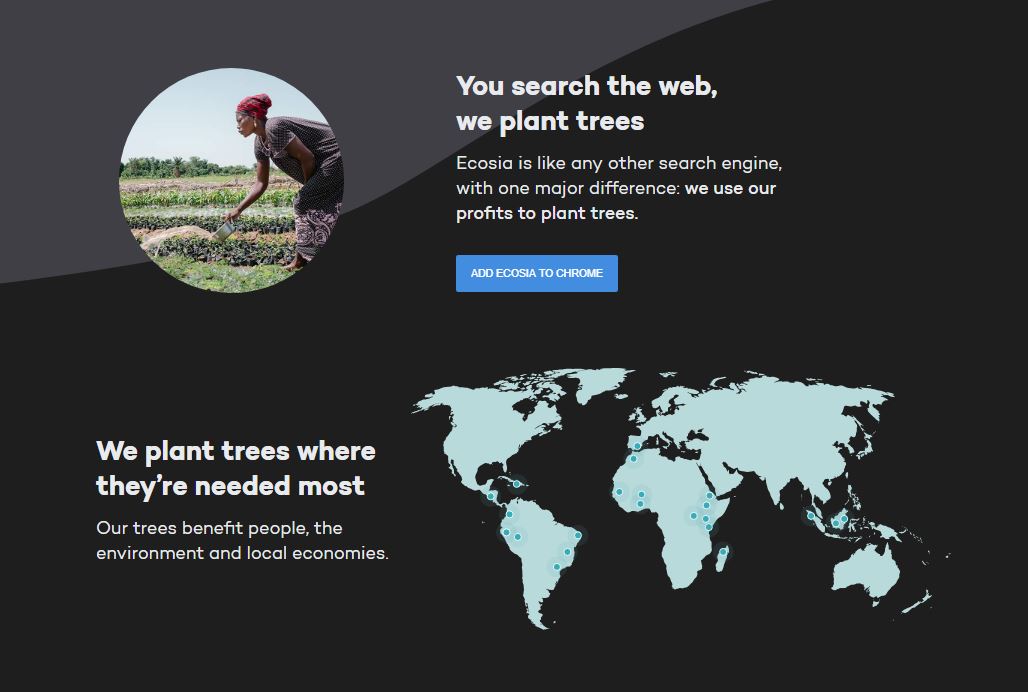 You search the web,
we plant trees
Ecosia is like any other search engine,
with one major difference: we use our
profits to plant trees.
ADD ECOSIA TO CHROME
We plant trees where
they’re needed most
Our trees benefit people, the
environment and local economies.